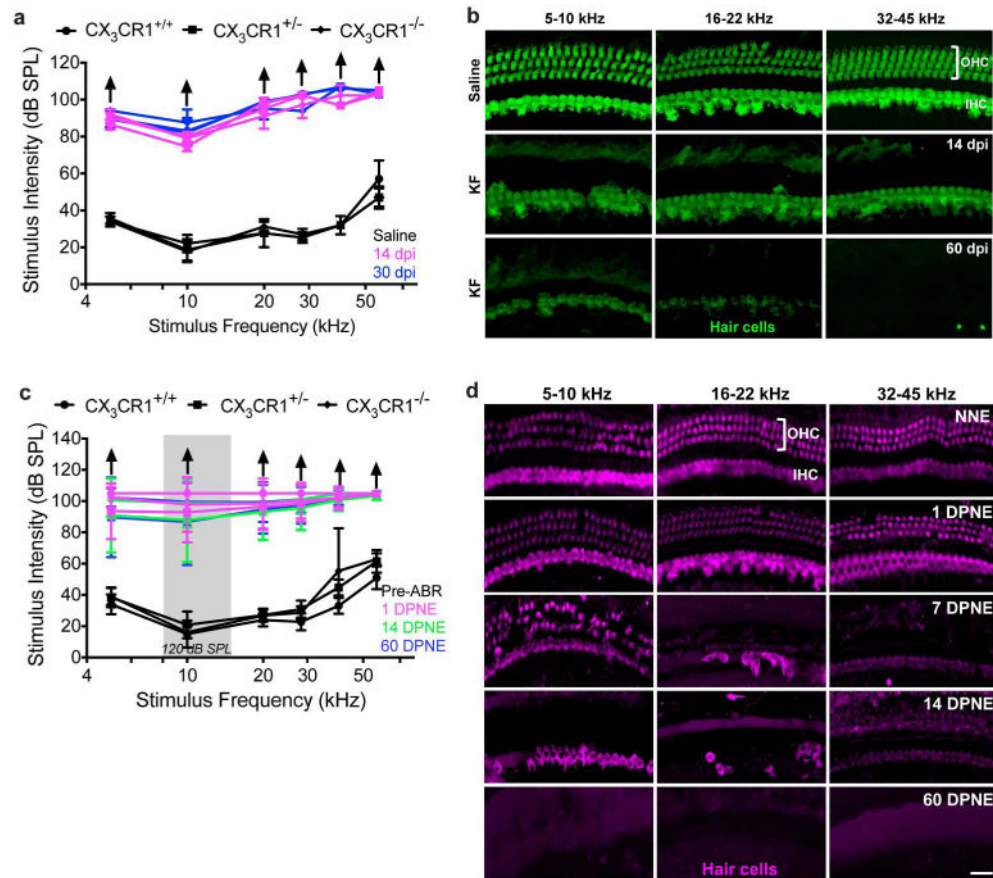 a
CX3CR1+/+ CX3CR1+/- CX3CR1-/-
Stimulus Intensity (dB SPL)
120
100
80
60
40
20
0
Saline
14 dpi
30 dpi
4 10 20 30 50
Stimulus Frequency (kHz)
b
5-10 kHz 16-22 kHz 32-45 kHz
Saline
OHC
IHC
KF
14 dpi
KF
60 dpi
Hair cells
c
CX3CR1+/+ CX3CR1+/- CX3CR1-/-
Stimulus Intensity (dB SPL)
140
120
100
80
60
40
20
0
Pre-ABR
1 DPNE
14 DPNE
60 DPNE
120 dB SPL
4 10 20 30 50
Stimulus Frequency (kHz)
d
5-10 kHz 16-22 kHz 32-45 kHz
NNE
OHC
IHC
1 DPNE
7 DPNE
14 DPNE
60 DPNE
Hair cells